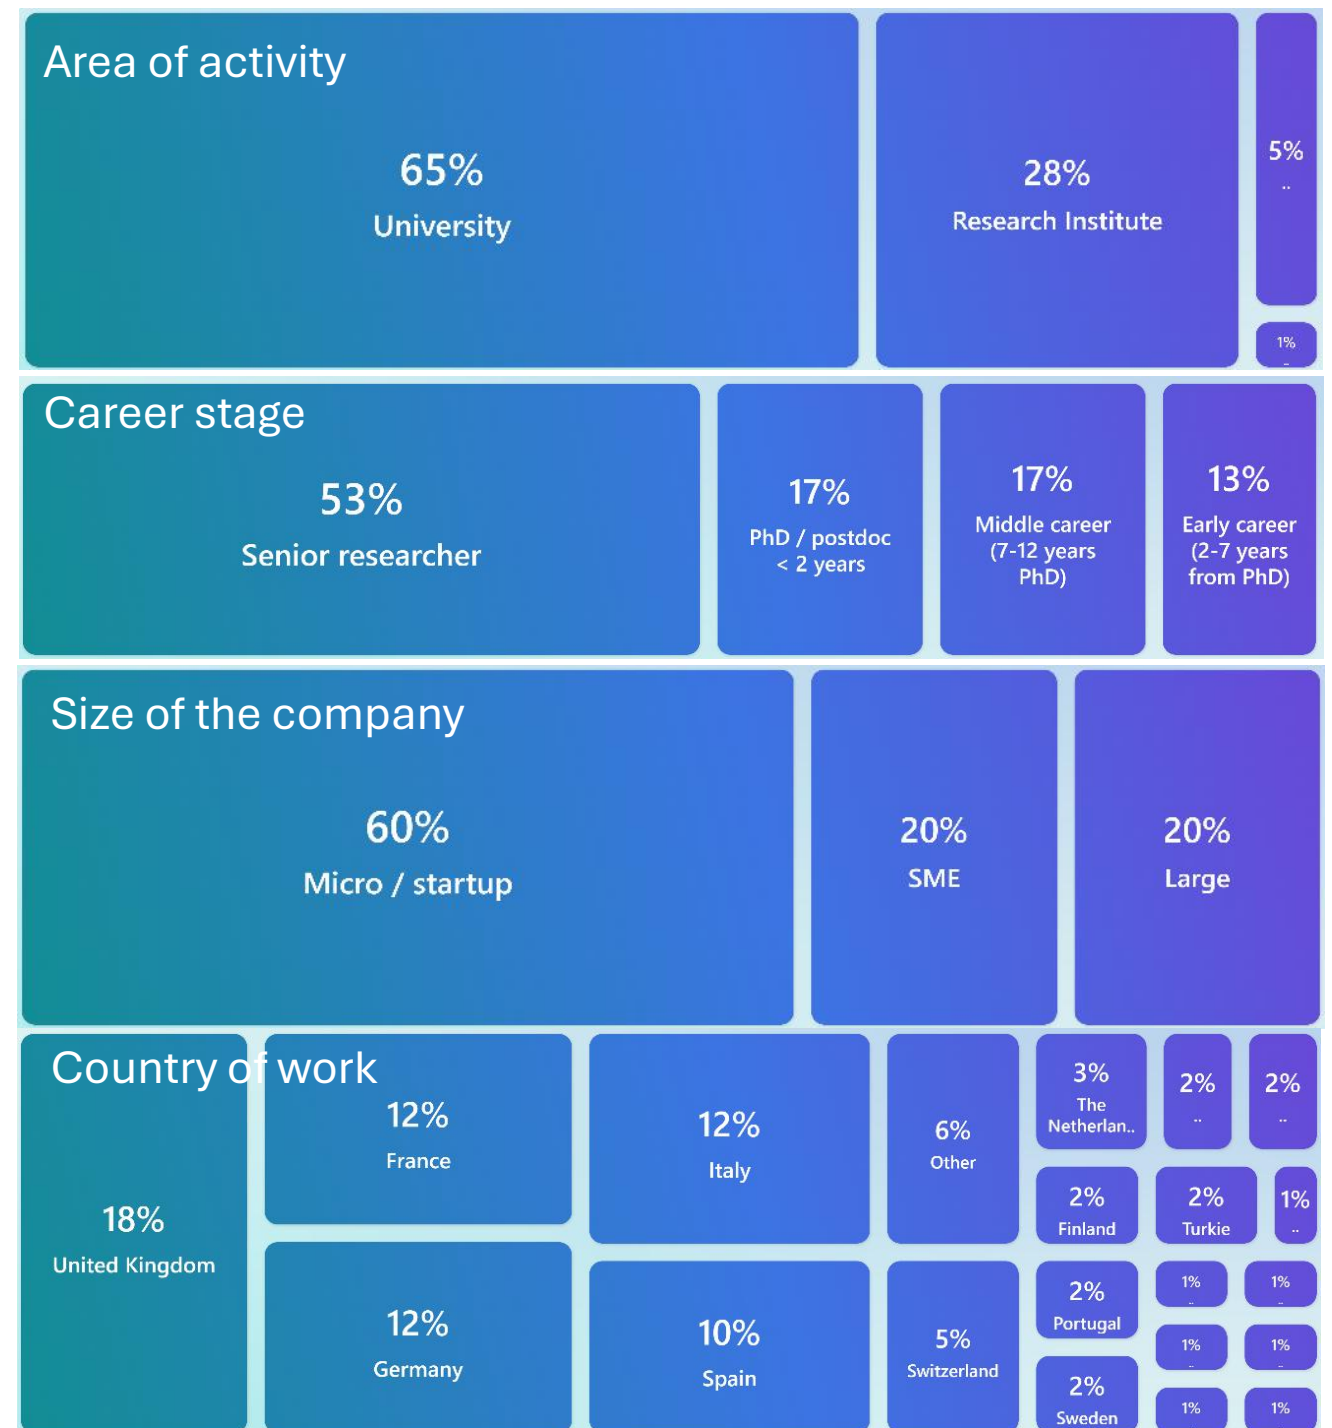 Area of activity
65%
University
28%
Research Institute
5%
..
1%
..
Career stage
53%
Senior researcher
17%
PhD / postdoc
< 2 years
17%
Middle career
(7-12 years
PhD)
13%
Early career
(2-7 years
from PhD)
Size of the company
60%
Micro / startup
20%
SME
20%
Large
Country of work
18%
United Kingdom
12%
France
12%
Germany
12%
Italy
10%
Spain
6%
Other
5%
Switzerland
3%
The
Netherlan..
2%
..
2%
..
2%
Finland
2%
Turkie
1%
..
2%
Portugal
2%
Sweden
1%
..
1%
..
1%
..
1%
..
1%
1%